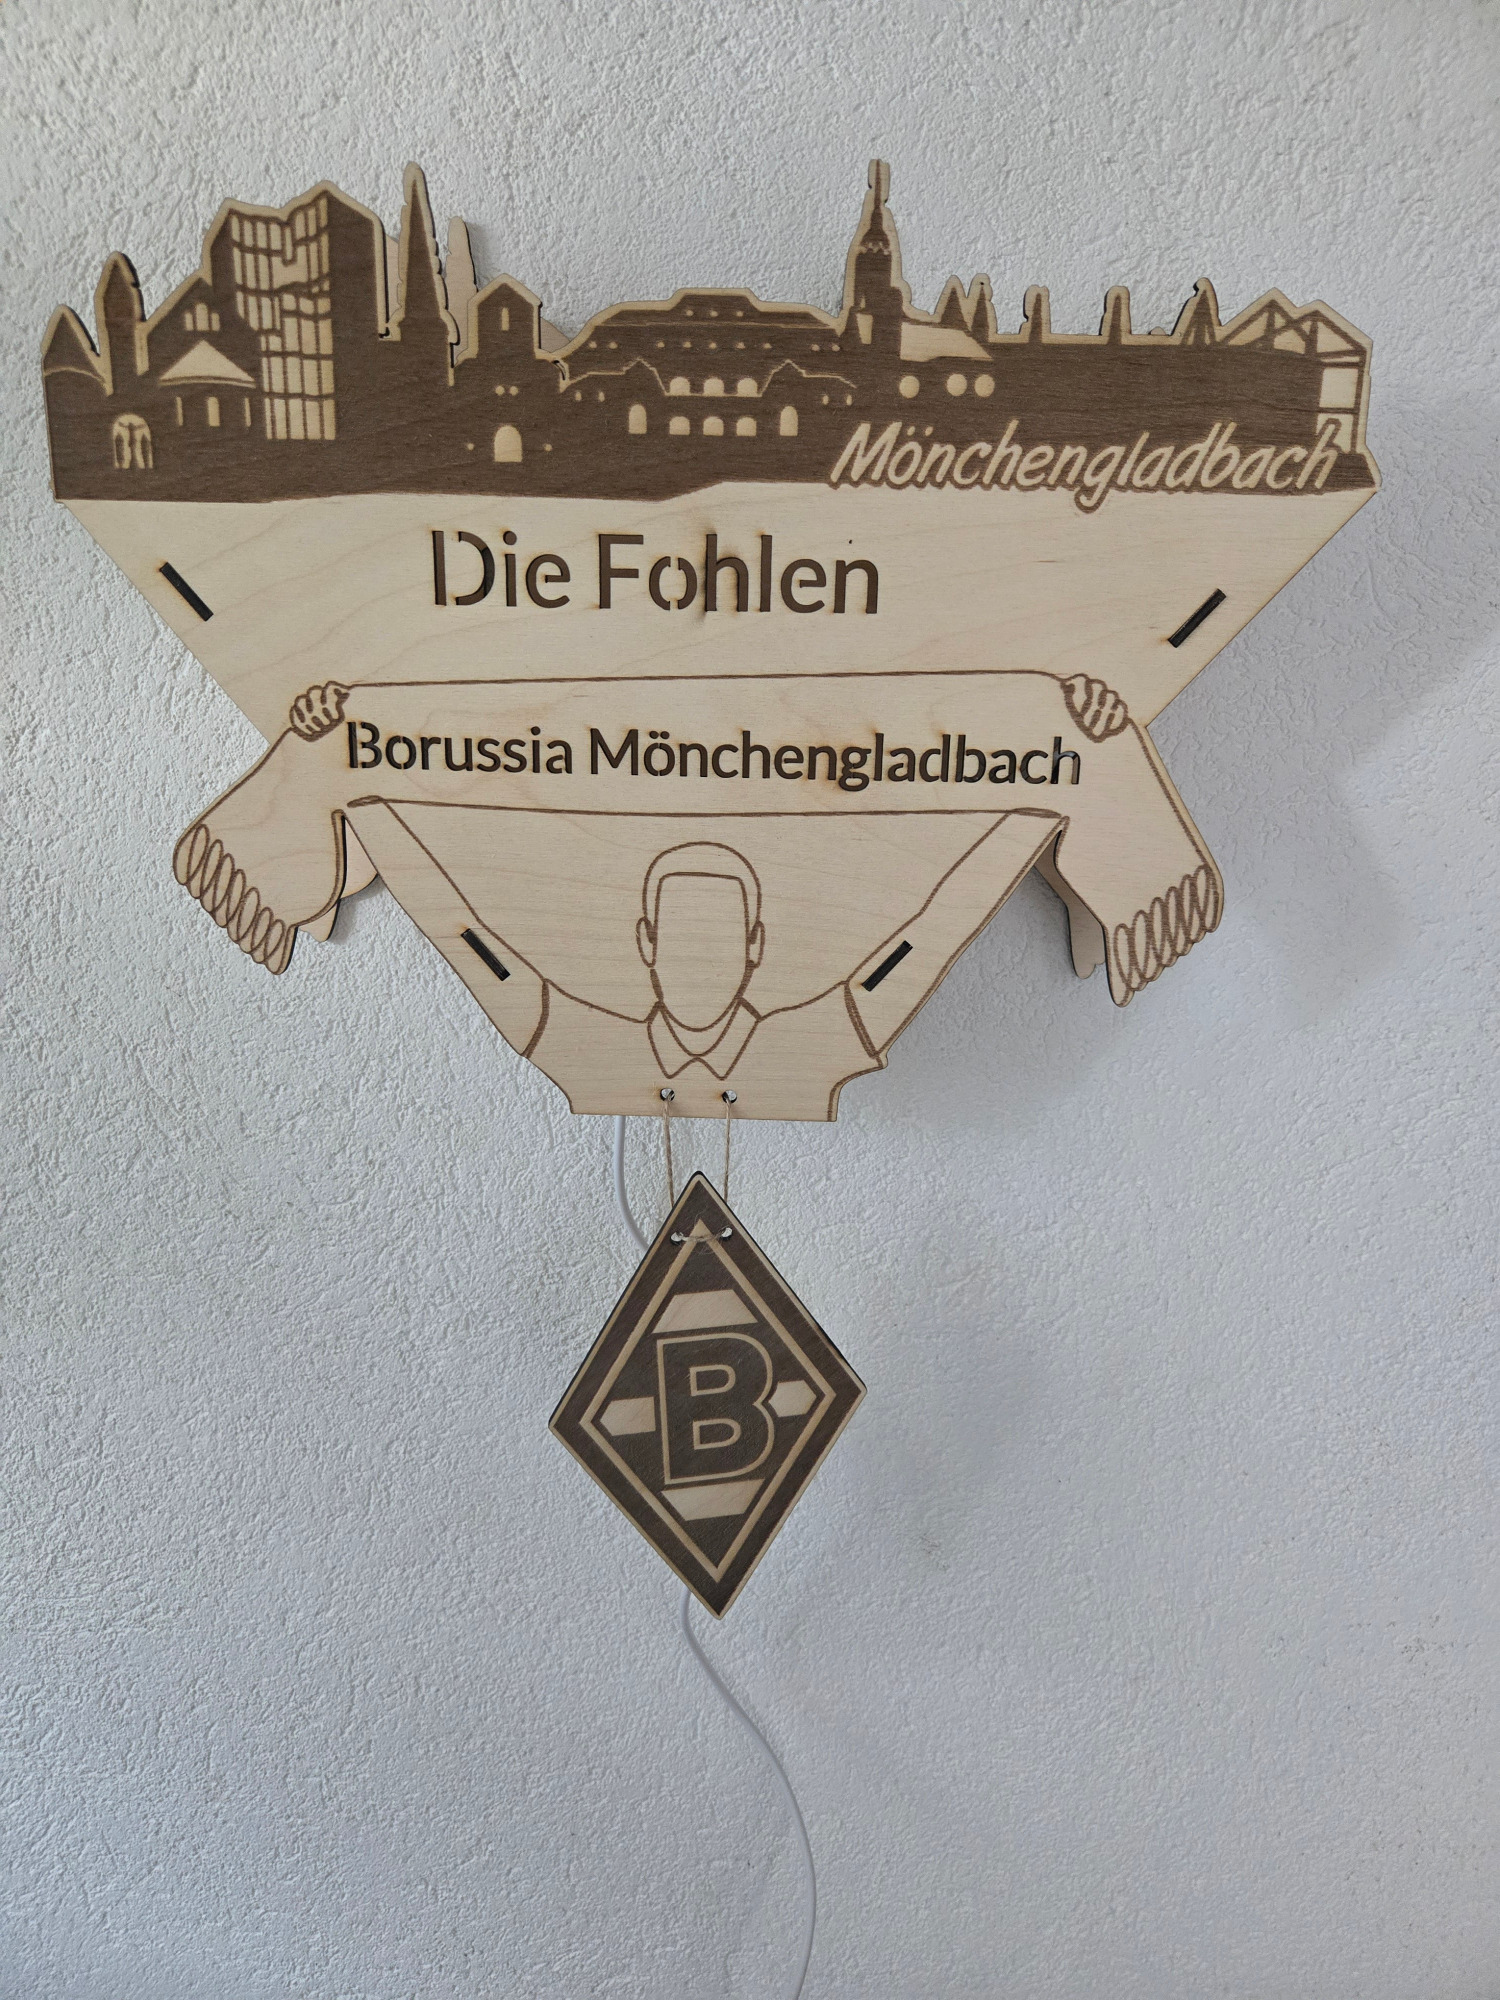 Mönchengladbach
Die Fohlen
Borussia Mönchengladbach
B